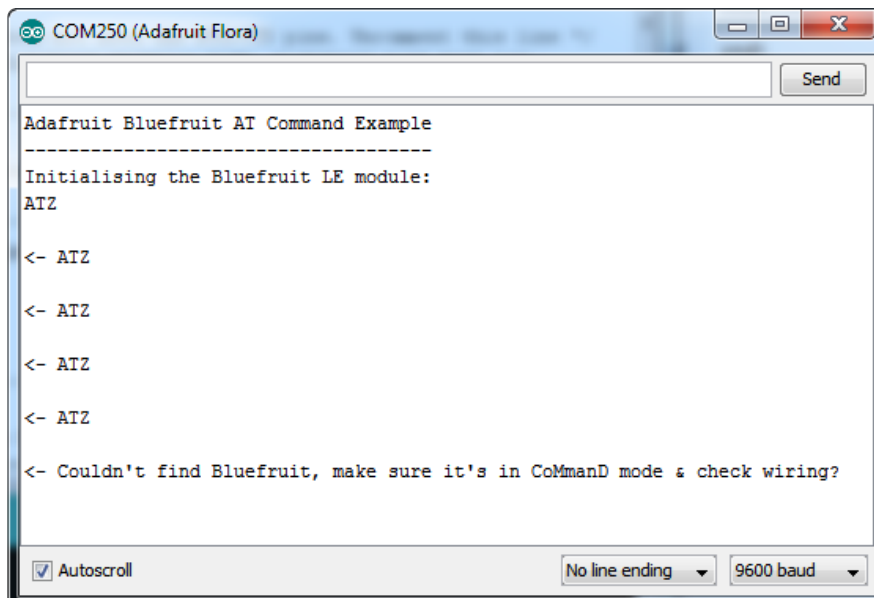 COM250 (Adafruit Flora)
Send
Adafruit Bluefruit AT Command Example
-------------------------------------
Initialising the Bluefruit LE module:
ATZ
<- ATZ
<- ATZ
<- ATZ
<- ATZ
<- Couldn't find Bluefruit, make sure it's in CoMmanD mode & check wiring?
Autoscroll
No line ending
9600 baud